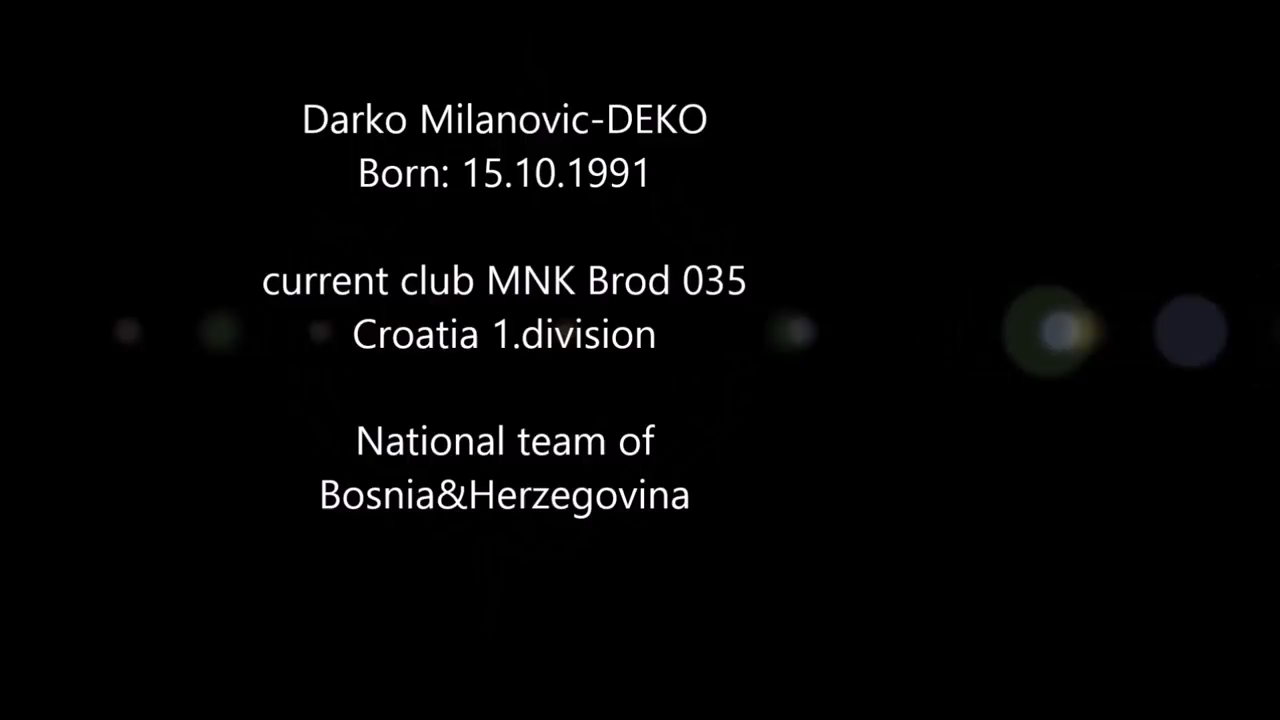 Darko Milanovic-DEKO
Born: 15.10.1991
current club MNK Brod 035
Croatia 1.division
National team of
Bosnia&Herzegovina